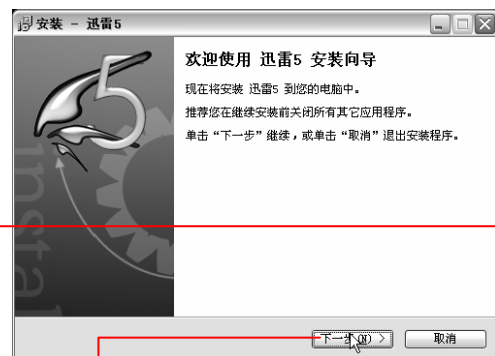 安装 - 迅雷5
5
欢迎使用 迅雷5 安装向导
现在将安装 迅雷5 到您的电脑中。
推荐您在继续安装前关闭所有其它应用程序。
单击“下一步”继续，或单击“取消”退出安装程序。
instal
下一步(N) >
取消